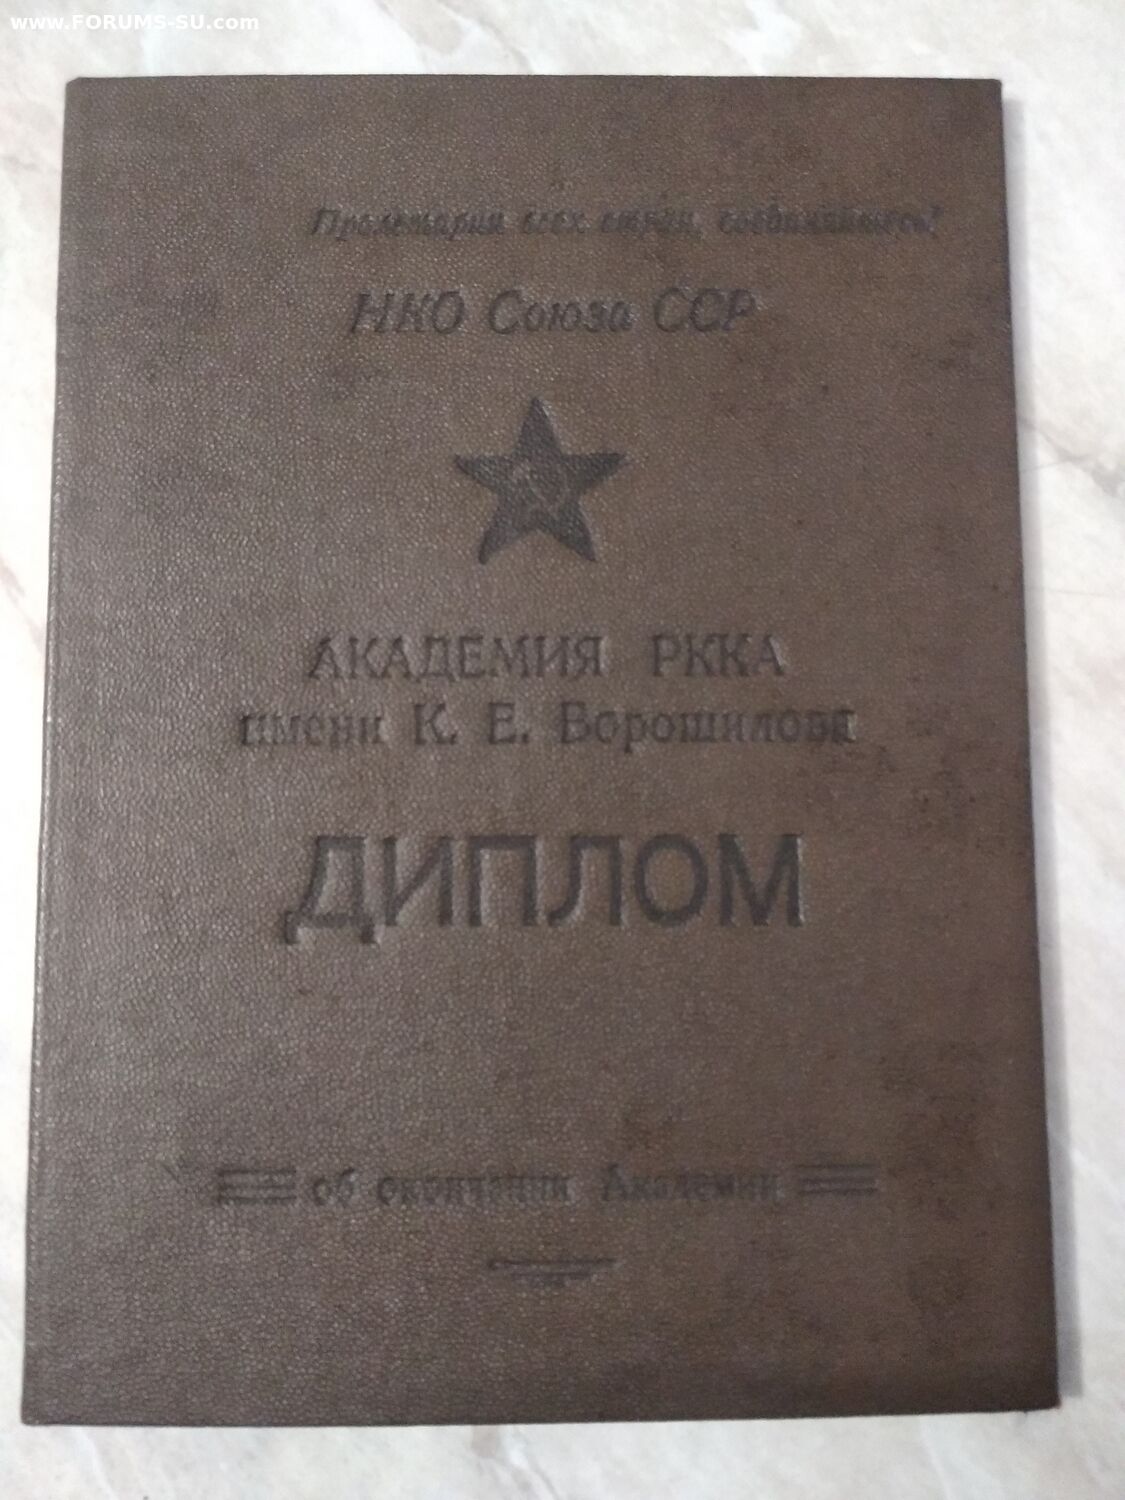 www.FORUMS-SU.com
Пролетарии всех стран, соединяйтесь!
НКО Союза ССР
АКАДЕМИЯ РККА
имени К. Е. Ворошилова
ДИПЛОМ
об окончании Академии